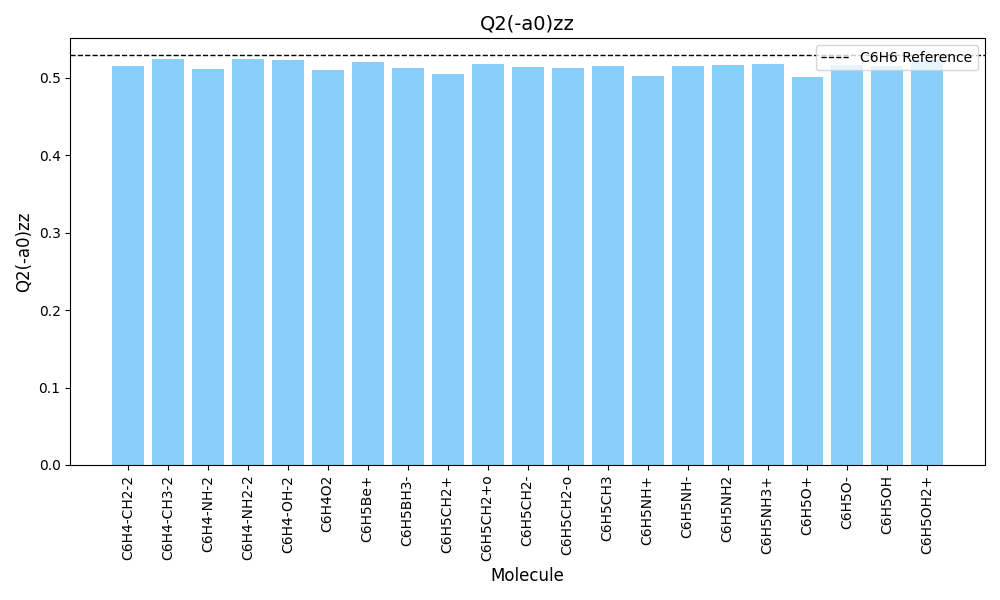 Q2(-a0)zz
C6H6 Reference
Q2(-a0)zz
0.5
0.4
0.3
0.2
0.1
0.0
C6H4-CH2-2
C6H4-CH3-2
C6H4-NH-2
C6H4-NH2-2
C6H4-OH-2
C6H4O2
C6H5Be+
C6H5BH3-
C6H5CH2+
C6H5CH2+o
C6H5CH2-
C6H5CH2-o
C6H5CH3
C6H5NH+
C6H5NH-
C6H5NH2
C6H5NH3+
C6H5O+
C6H5O-
C6H5OH
C6H5OH2+
Molecule